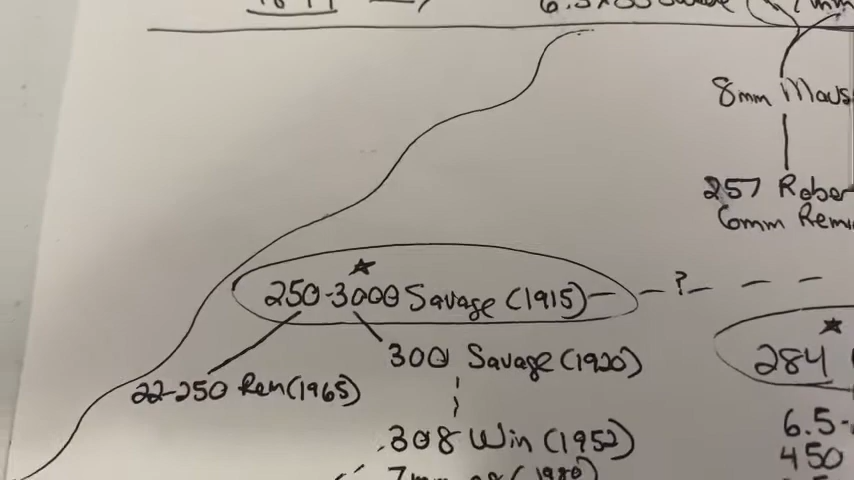 8mm Maus
257 Rober
6mm Rem
250-3000 Savage (1915)
?
284
300 Savage (1920)
22-250 Rem (1965)
6.5-
.308 Win (1952)
450